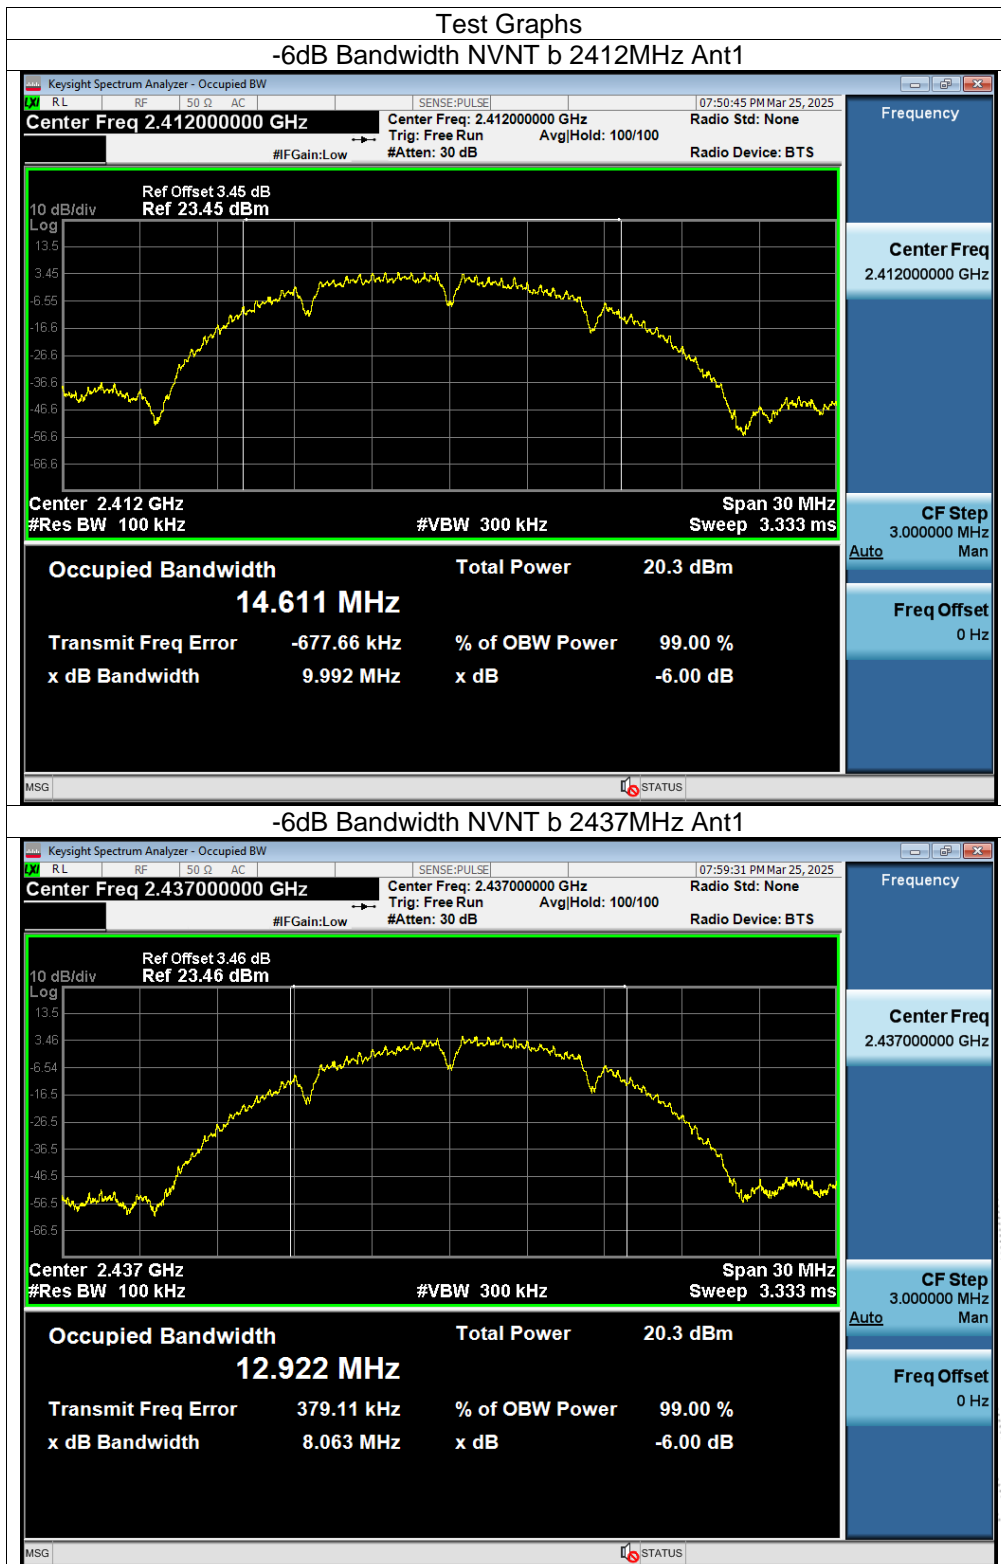 Test Graphs
-6dB Bandwidth NVNT b 2412MHz Ant1
Keysight Spectrum Analyzer - Occupied BW
LXI RL RF 50 Ω AC SENSE:PULSE 07:50:45 PM Mar 25, 2025
Center Freq 2.412000000 GHz
Center Freq: 2.412000000 GHz
Radio Std: None
Trig: Free Run Avg|Hold: 100/100
#IFGain:Low
#Atten: 30 dB
Radio Device: BTS
Ref Offset 3.45 dB
10 dB/div Ref 23.45 dBm
Log
13.5
3.45
-6.55
-16.6
-26.6
-36.6
-46.6
-56.6
-66.6
Center 2.412 GHz Span 30 MHz
#Res BW 100 kHz #VBW 300 kHz Sweep 3.333 ms
Occupied Bandwidth Total Power 20.3 dBm
14.611 MHz
Transmit Freq Error -677.66 kHz % of OBW Power 99.00 %
x dB Bandwidth 9.992 MHz x dB -6.00 dB
MSG STATUS
Frequency
Center Freq
2.412000000 GHz
CF Step
3.000000 MHz
Auto Man
Freq Offset
0 Hz
-6dB Bandwidth NVNT b 2437MHz Ant1
Keysight Spectrum Analyzer - Occupied BW
LXI RL RF 50 Ω AC SENSE:PULSE 07:59:31 PM Mar 25, 2025
Center Freq 2.437000000 GHz
Center Freq: 2.437000000 GHz
Radio Std: None
Trig: Free Run Avg|Hold: 100/100
#IFGain:Low
#Atten: 30 dB
Radio Device: BTS
Ref Offset 3.46 dB
10 dB/div Ref 23.46 dBm
Log
13.5
3.46
-6.54
-16.5
-26.5
-36.5
-46.5
-56.5
-66.5
Center 2.437 GHz Span 30 MHz
#Res BW 100 kHz #VBW 300 kHz Sweep 3.333 ms
Occupied Bandwidth Total Power 20.3 dBm
12.922 MHz
Transmit Freq Error 379.11 kHz % of OBW Power 99.00 %
x dB Bandwidth 8.063 MHz x dB -6.00 dB
MSG STATUS
Frequency
Center Freq
2.437000000 GHz
CF Step
3.000000 MHz
Auto Man
Freq Offset
0 Hz